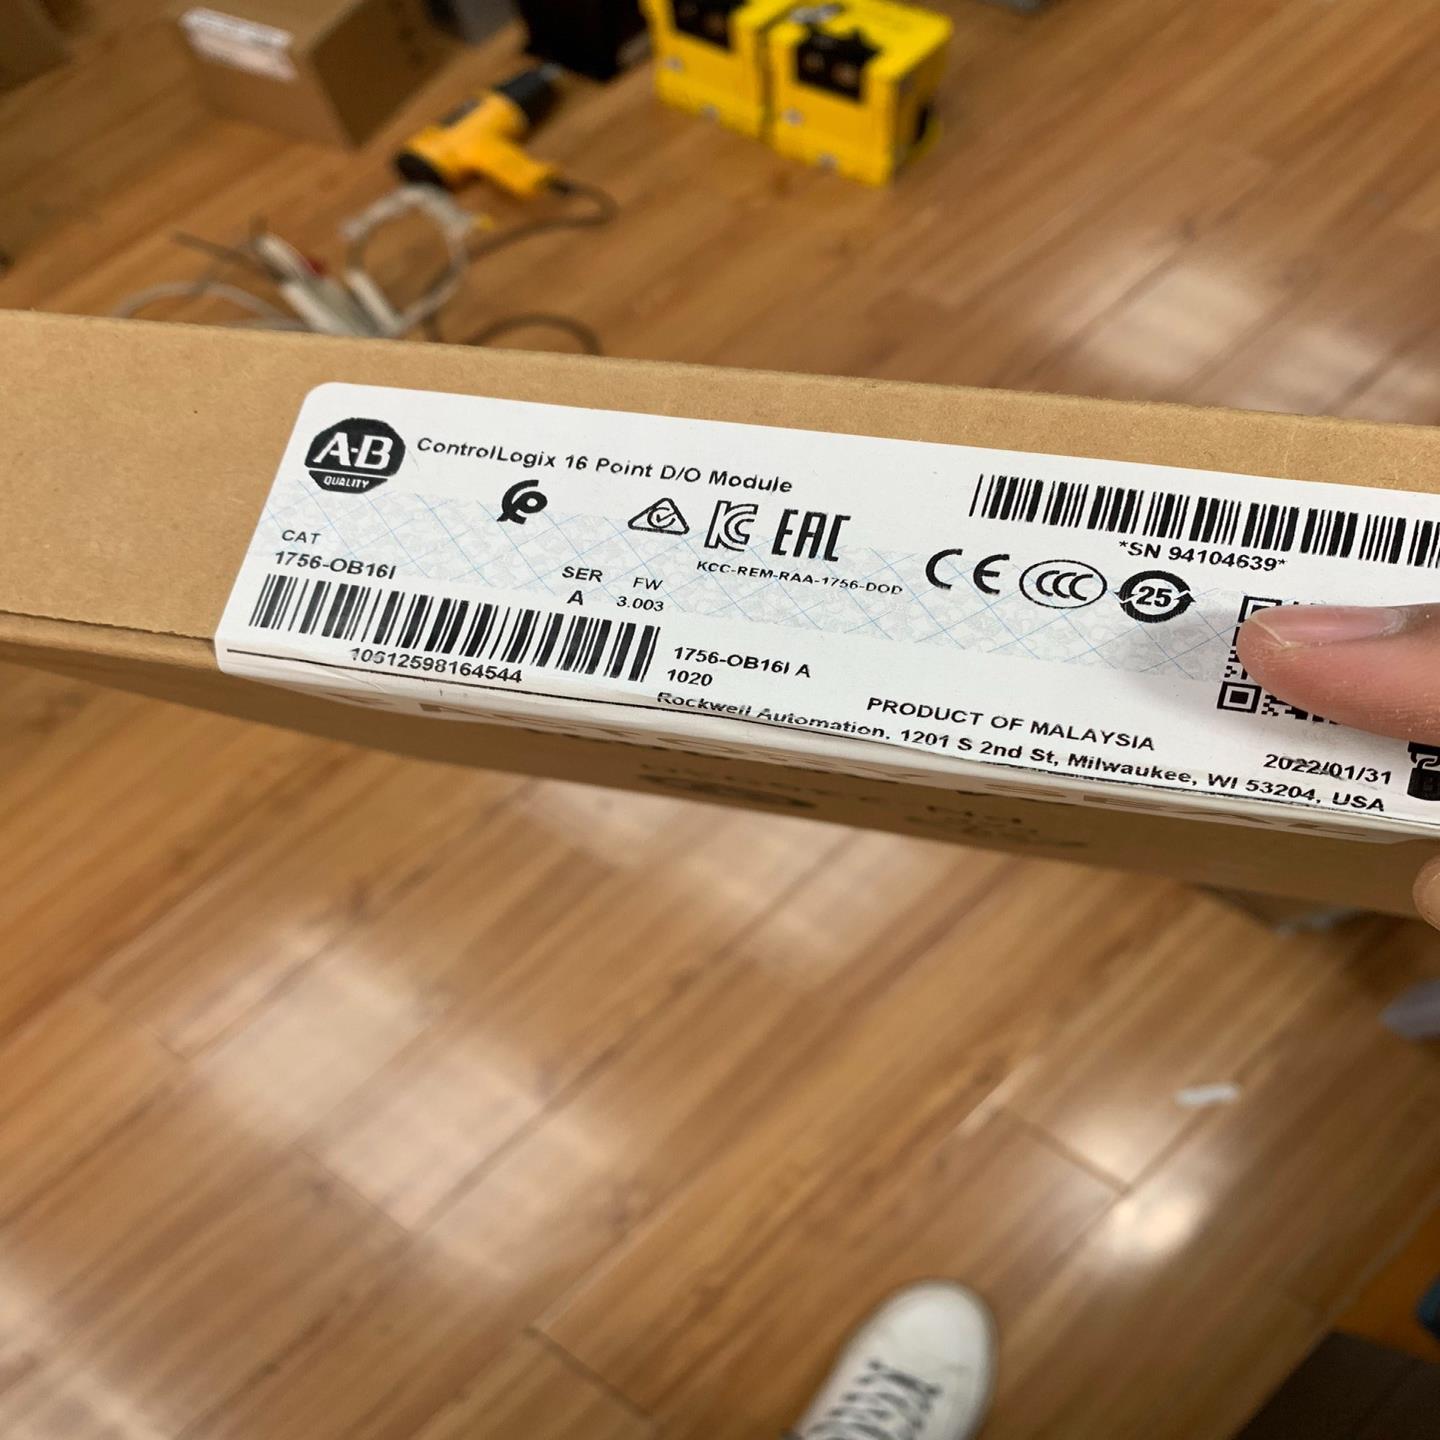 A-B
QUALITY
ControlLogix 16 Point D/O Module
KCC-REM-RAA-1756-DOD
EAC
CE
CCC
25
*SN 94104639*
CAT
1756-OB16I
SER
A
FW
3.003
10612598164544
1756-OB16I A
1020
PRODUCT OF MALAYSIA
2022/01/31
Rockwell Automation, 1201 S 2nd St, Milwaukee, WI 53204, USA